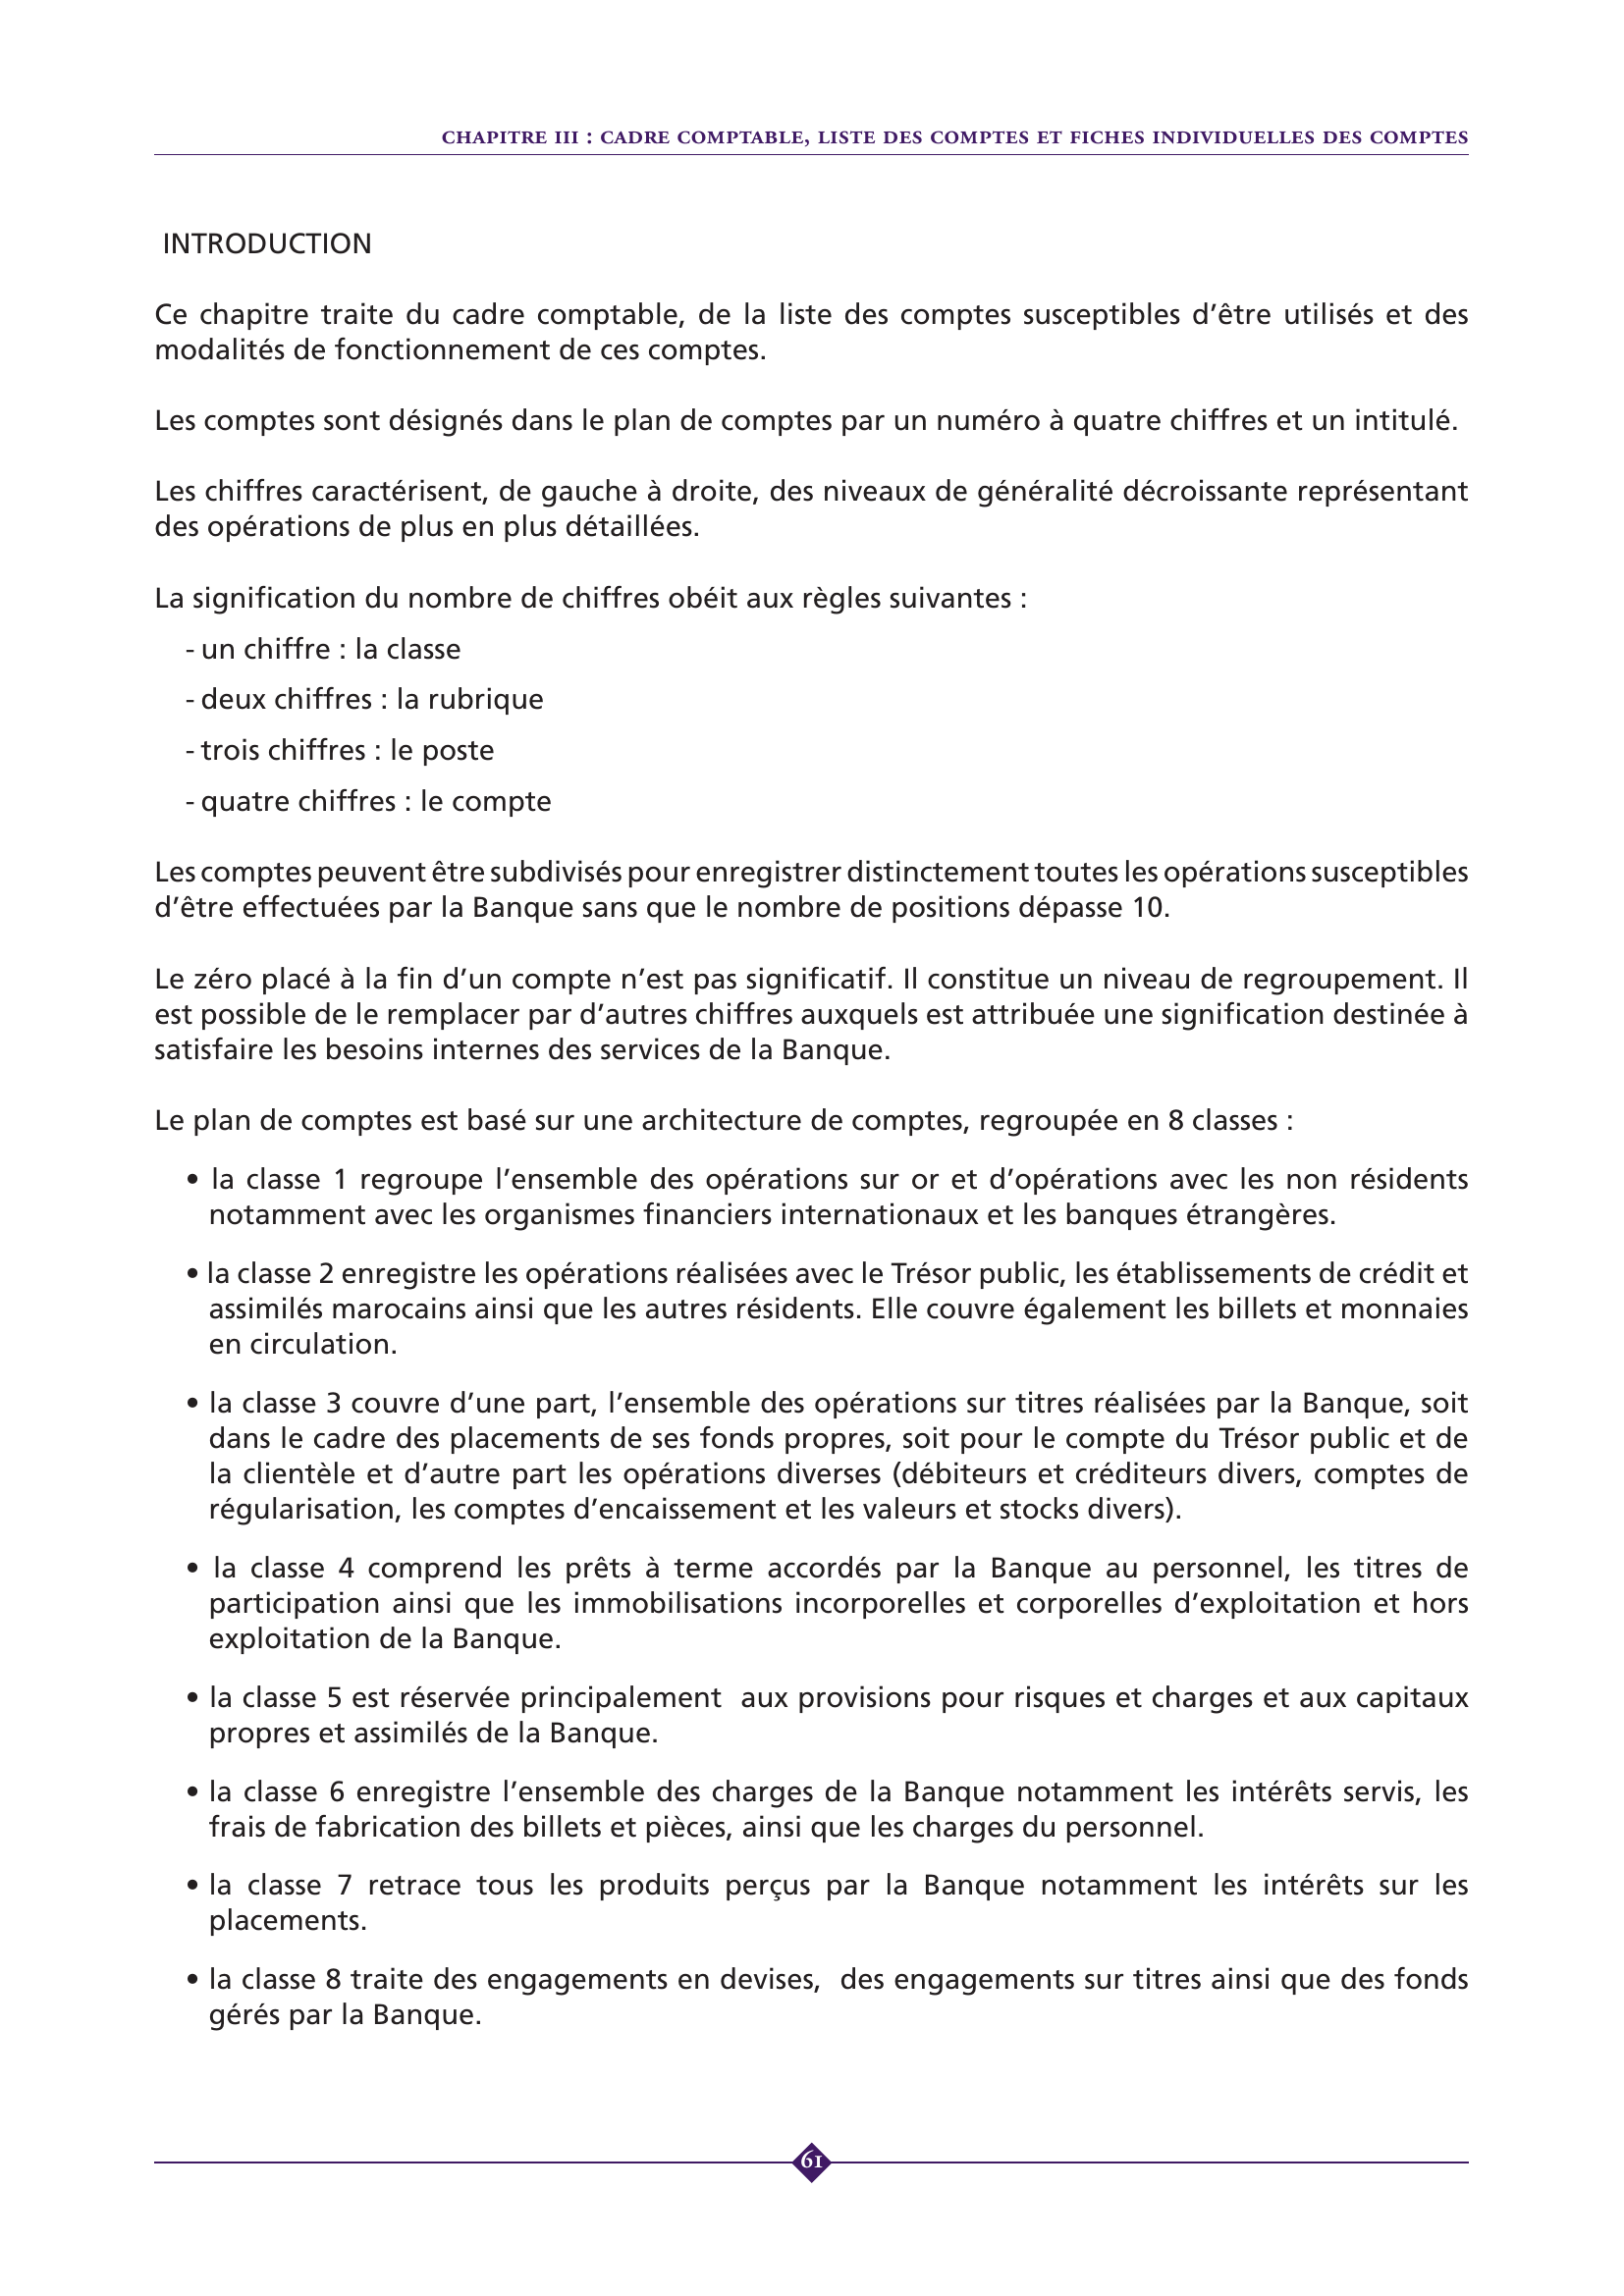 CHAPITRE III : CADRE COMPTABLE, LISTE DES COMPTES ET FICHES INDIVIDUELLES DES COMPTES
INTRODUCTION
Ce chapitre traite du cadre comptable, de la liste des comptes susceptibles d’être utilisés et des
modalités de fonctionnement de ces comptes.
Les comptes sont désignés dans le plan de comptes par un numéro à quatre chiffres et un intitulé.
Les chiffres caractérisent, de gauche à droite, des niveaux de généralité décroissante représentant
des opérations de plus en plus détaillées.
La signification du nombre de chiffres obéit aux règles suivantes :
- un chiffre : la classe
- deux chiffres : la rubrique
- trois chiffres : le poste
- quatre chiffres : le compte
Les comptes peuvent être subdivisés pour enregistrer distinctement toutes les opérations susceptibles
d’être effectuées par la Banque sans que le nombre de positions dépasse 10.
Le zéro placé à la fin d’un compte n’est pas significatif. Il constitue un niveau de regroupement. Il
est possible de le remplacer par d’autres chiffres auxquels est attribuée une signification destinée à
satisfaire les besoins internes des services de la Banque.
Le plan de comptes est basé sur une architecture de comptes, regroupée en 8 classes :
• la classe 1 regroupe l’ensemble des opérations sur or et d’opérations avec les non résidents
notamment avec les organismes financiers internationaux et les banques étrangères.
• la classe 2 enregistre les opérations réalisées avec le Trésor public, les établissements de crédit et
assimilés marocains ainsi que les autres résidents. Elle couvre également les billets et monnaies
en circulation.
• la classe 3 couvre d’une part, l’ensemble des opérations sur titres réalisées par la Banque, soit
dans le cadre des placements de ses fonds propres, soit pour le compte du Trésor public et de
la clientèle et d’autre part les opérations diverses (débiteurs et créditeurs divers, comptes de
régularisation, les comptes d’encaissement et les valeurs et stocks divers).
• la classe 4 comprend les prêts à terme accordés par la Banque au personnel, les titres de
participation ainsi que les immobilisations incorporelles et corporelles d’exploitation et hors
exploitation de la Banque.
• la classe 5 est réservée principalement aux provisions pour risques et charges et aux capitaux
propres et assimilés de la Banque.
• la classe 6 enregistre l’ensemble des charges de la Banque notamment les intérêts servis, les
frais de fabrication des billets et pièces, ainsi que les charges du personnel.
• la classe 7 retrace tous les produits perçus par la Banque notamment les intérêts sur les
placements.
• la classe 8 traite des engagements en devises, des engagements sur titres ainsi que des fonds
gérés par la Banque.
61